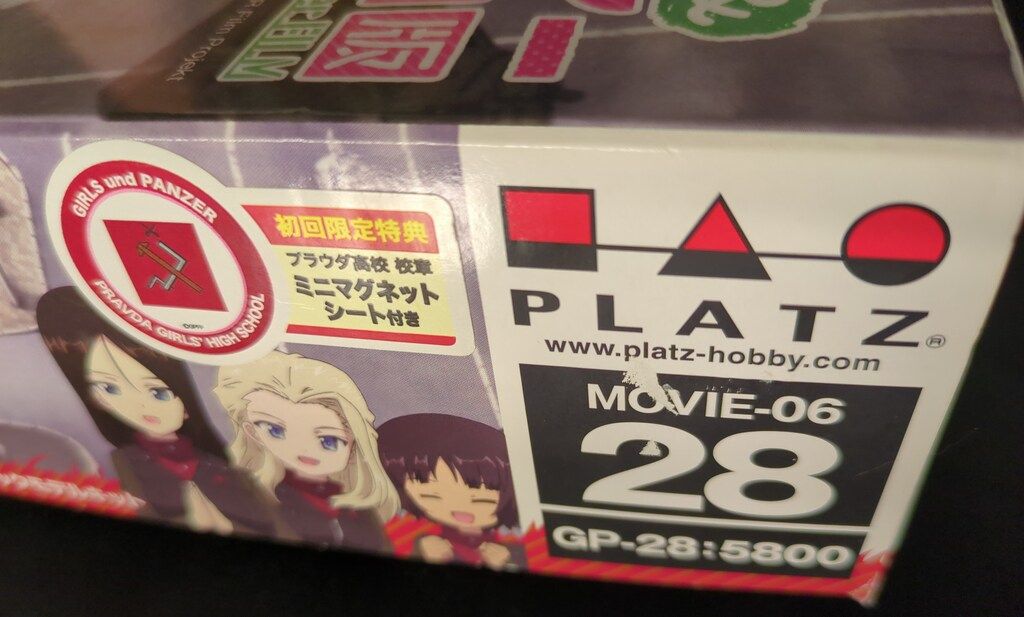 Film Projekt
GIRLS und PANZER
PRAVDA GIRLS' HIGH SCHOOL
初回限定特典
プラウダ高校 校章
ミニマグネット
シート付き
PLATZ®
www.platz-hobby.com
MOVIE-06
28
GP-28:5800